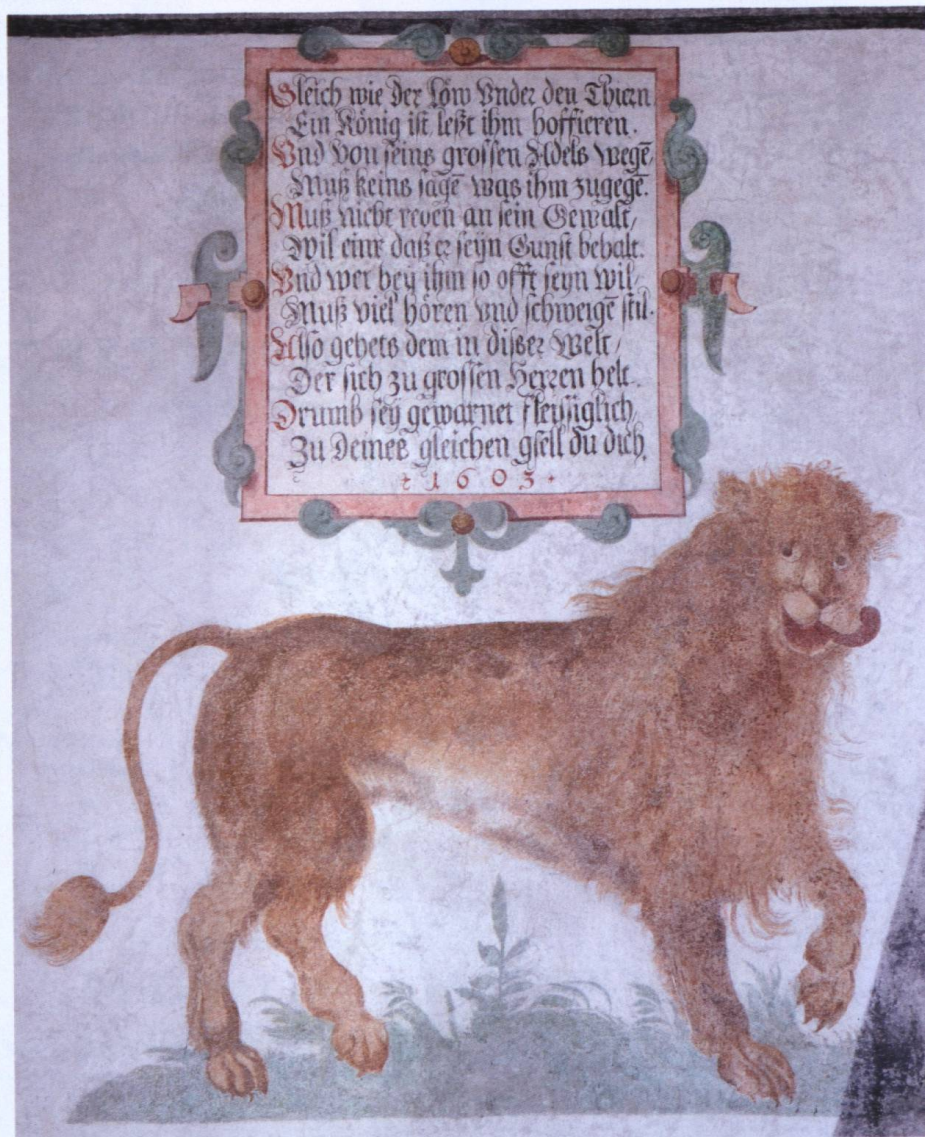 Gleich wie Der Löw Vnder den Thiern
Ein König ist leßt ihm hoffieren.
Vnd von seins grossen Adels wegē/
Muß keins sagē was ihm zugegē.
Muß nicht reden an sein Gewalt/
Wil einr daß er seyn Gunst behalt.
Vnd wer bey ihm so offt seyn wil/
Muß viel hören vnd schweigē stil.
Also gehets dem in disser Welt/
Der sich zu grossen Herren helt.
Drumb sey gewarnet fleissiglich/
Zu Deines gleichen gsell du dich.
1603